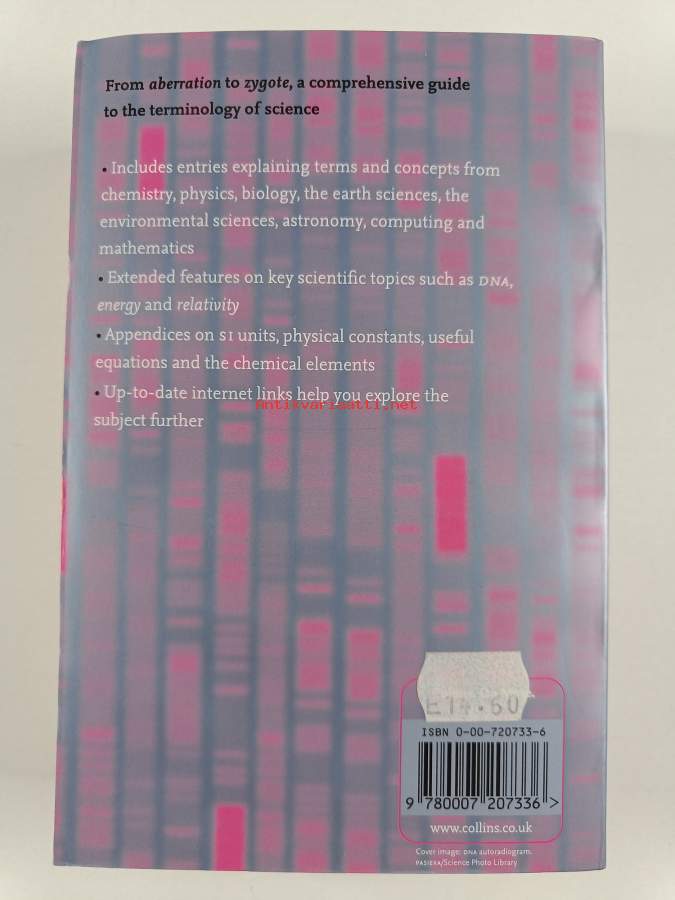 From aberration to zygote, a comprehensive guide
to the terminology of science
• Includes entries explaining terms and concepts from
chemistry, physics, biology, the earth sciences, the
environmental sciences, astronomy, computing and
mathematics
• Extended features on key scientific topics such as DNA,
energy and relativity
• Appendices on SI units, physical constants, useful
equations and the chemical elements
• Up-to-date internet links help you explore the
Antikvariaatti.net
subject further
£14.60
ISBN 0-00-720733-6
9 780007 207336 >
www.collins.co.uk
Cover image: DNA autoradiogram.
PASIEKA/Science Photo Library